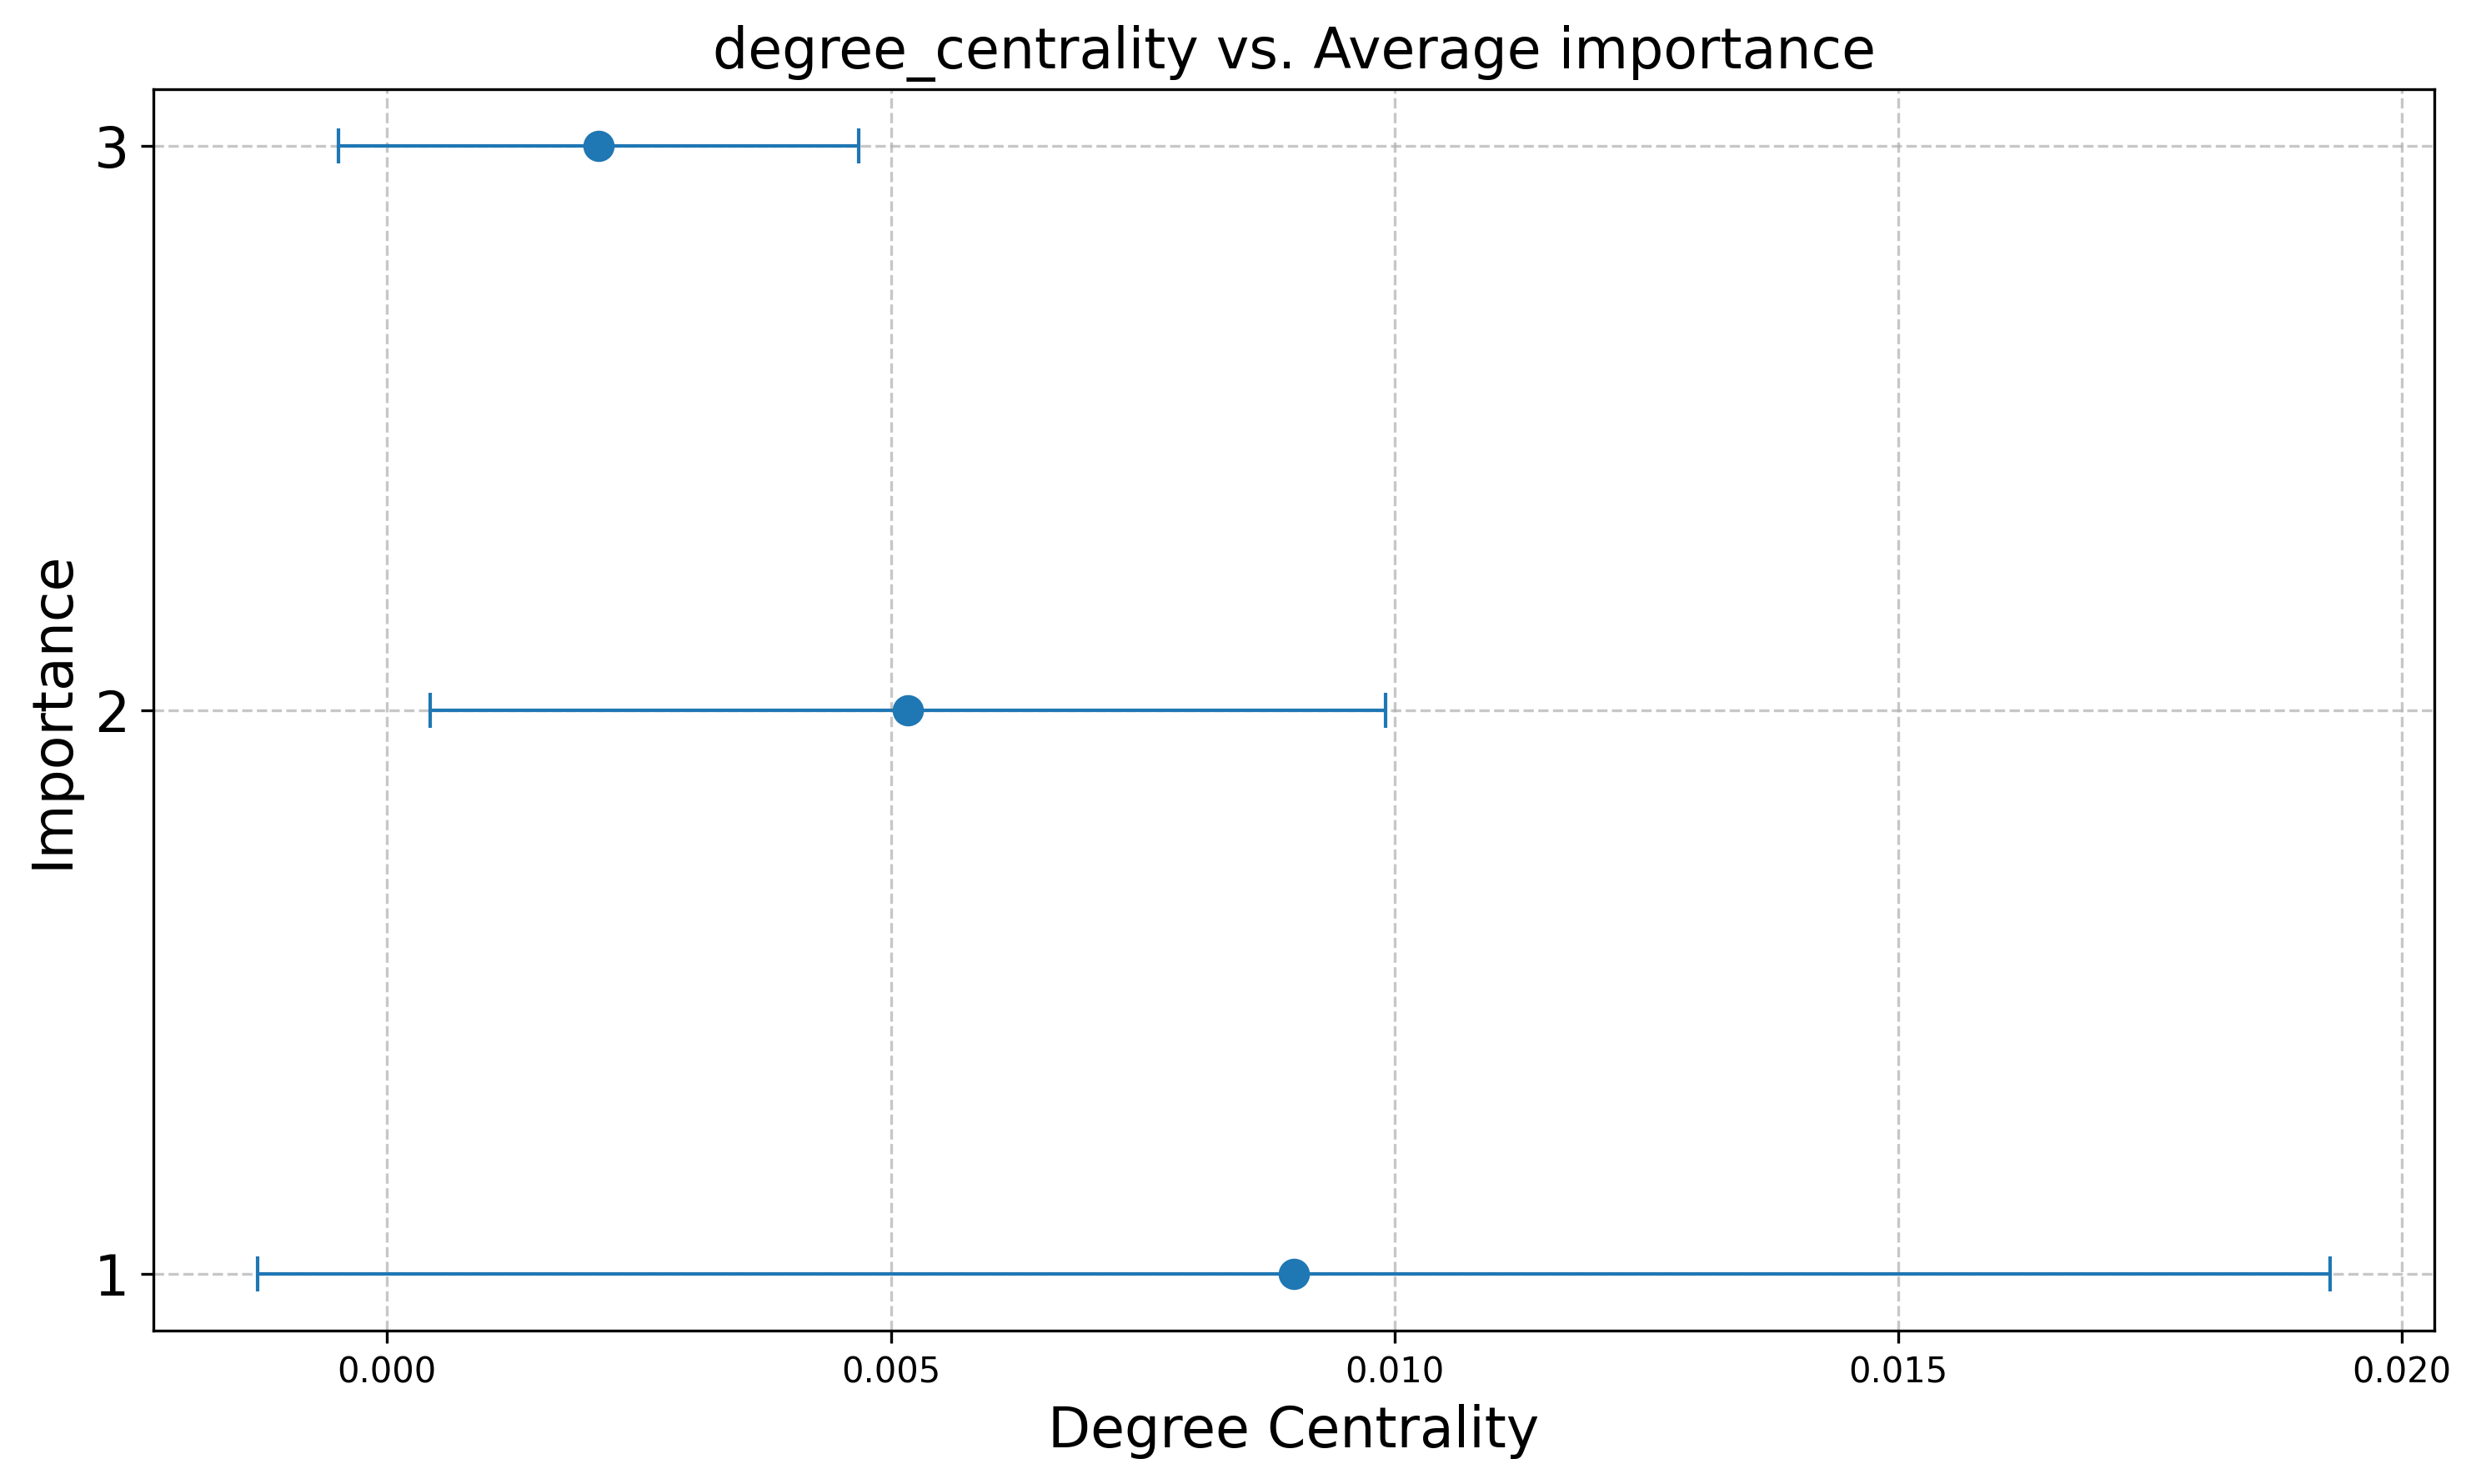 degree_centrality vs. Average importance
3
2
1
Importance
0.000 0.005 0.010 0.015 0.020
Degree Centrality